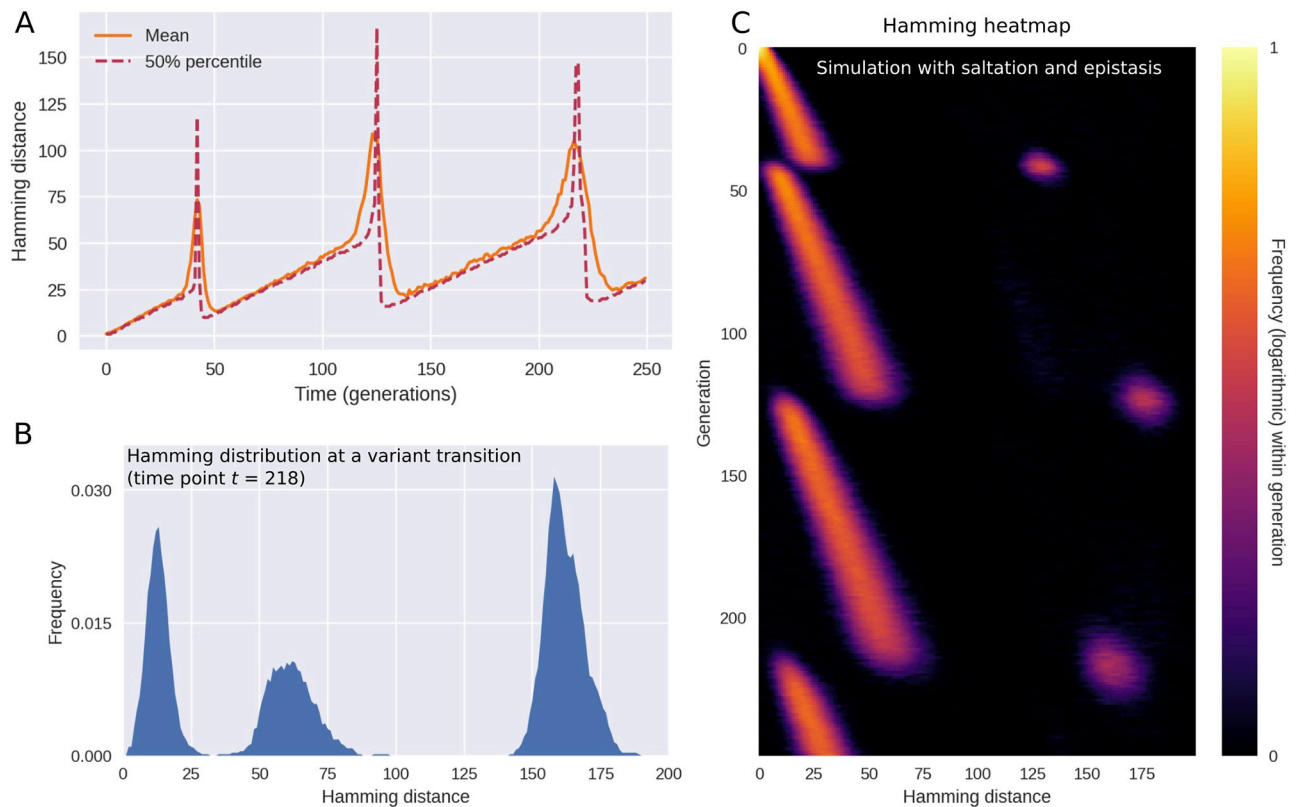 A
Mean
50% percentile
150
125
100
75
50
25
0
Hamming distance
0
50
100
150
200
250
Time (generations)
B
Hamming distribution at a variant transition
(time point t = 218)
0.030
0.015
0.000
Frequency
0
25
50
75
100
125
150
175
200
Hamming distance
C
Hamming heatmap
Simulation with saltation and epistasis
0
50
100
150
200
Generation
0
25
50
75
100
125
150
175
Hamming distance
1
0
Frequency (logarithmic) within generation